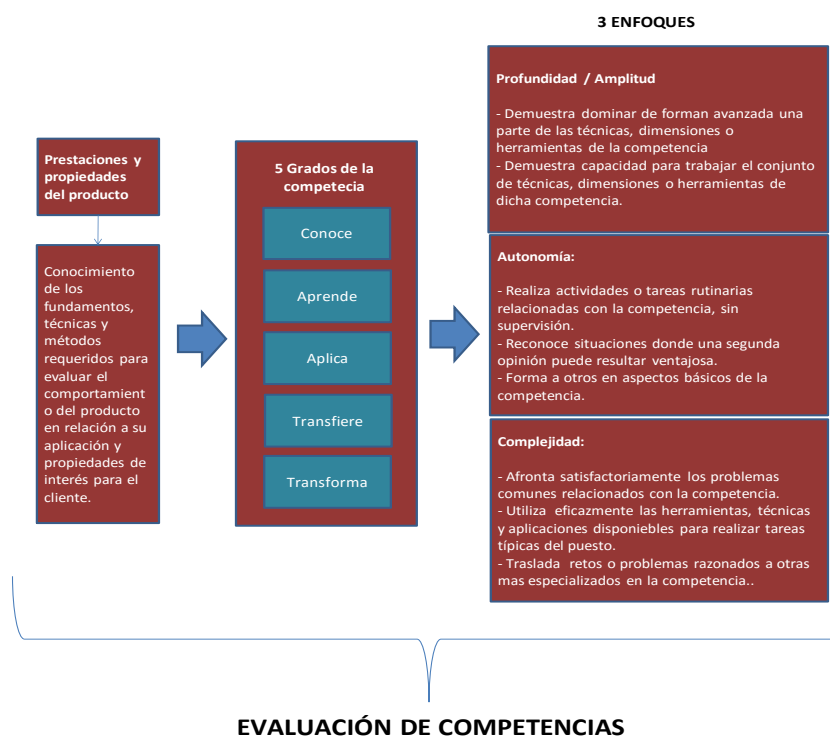 3 ENFOQUES
Prestaciones y
propiedades
del producto
Conocimiento
de los
fundamentos,
técnicas y
métodos
requeridos para
evaluar el
comportamient
o del producto
en relación a su
aplicación y
propiedades de
interés para el
cliente.
5 Grados de la
competecia
Conoce
Aprende
Aplica
Transfiere
Transforma
Profundidad / Amplitud
- Demuestra dominar de forman avanzada una
parte de las técnicas, dimensiones o
herramientas de la competencia
- Demuestra capacidad para trabajar el conjunto
de técnicas, dimensiones o herramientas de
dicha competencia.
Autonomía:
- Realiza actividades o tareas rutinarias
relacionadas con la competencia, sin
supervisión.
- Reconoce situaciones donde una segunda
opinión puede resultar ventajosa.
- Forma a otros en aspectos básicos de la
competencia.
Complejidad:
- Afronta satisfactoriamente los problemas
comunes relacionados con la competencia.
- Utiliza eficazmente las herramientas, técnicas
y aplicaciones disponiebles para realizar tareas
típicas del puesto.
- Traslada retos o problemas razonados a otras
mas especializados en la competencia..
EVALUACIÓN DE COMPETENCIAS